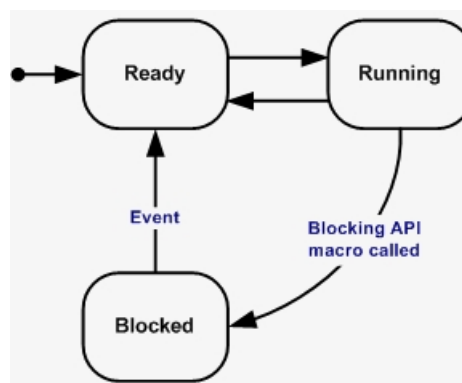 Ready
Running
Event
Blocking API
macro called
Blocked